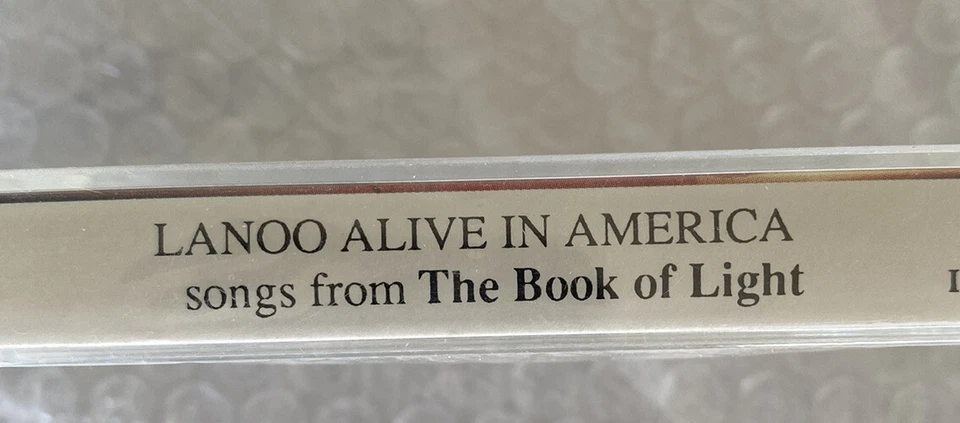 LANOO ALIVE IN AMERICA
songs from The Book of Light